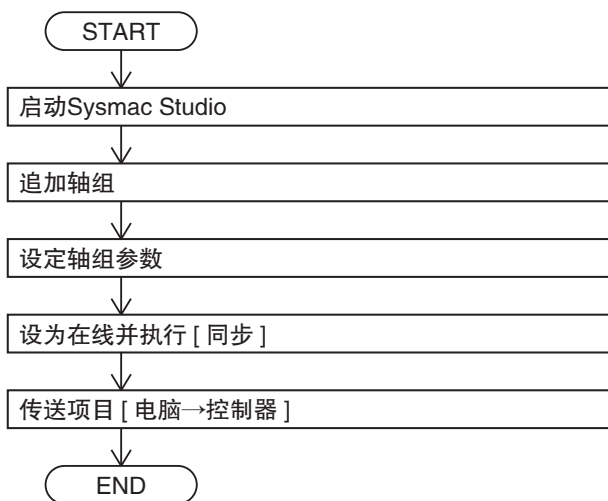 START
启动Sysmac Studio
追加轴组
设定轴组参数
设为在线并执行 [ 同步 ]
传送项目 [ 电脑→控制器 ]
END